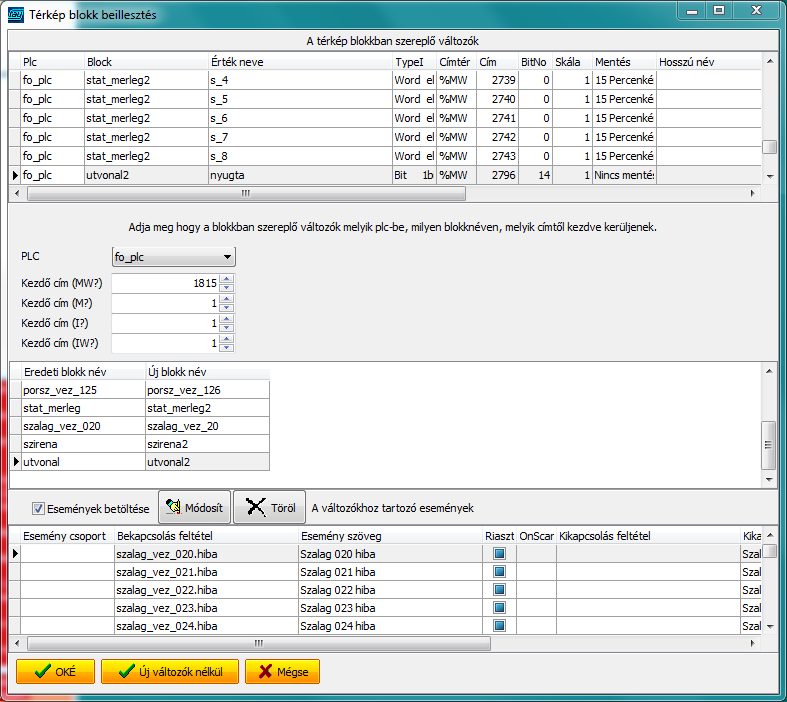 Térkép blokk beillesztés
A térkép blokkban szereplő változók
Plc Block Érték neve TypeI Címtér Cím BitNo Skála Mentés Hosszú név
fo_plc stat_merleg2 s_4 Word el %MW 2739 0 1 15 Percenké
fo_plc stat_merleg2 s_5 Word el %MW 2740 0 1 15 Percenké
fo_plc stat_merleg2 s_6 Word el %MW 2741 0 1 15 Percenké
fo_plc stat_merleg2 s_7 Word el %MW 2742 0 1 15 Percenké
fo_plc stat_merleg2 s_8 Word el %MW 2743 0 1 15 Percenké
fo_plc utvonal2 nyugta Bit 1b %MW 2796 14 1 Nincs menté
Adja meg hogy a blokkban szereplő változók melyik plc-be, milyen blokknéven, melyik címtől kezdve kerüljenek.
PLC fo_plc
Kezdő cím (MW?) 1815
Kezdő cím (M?) 1
Kezdő cím (I?) 1
Kezdő cím (IW?) 1
Eredeti blokk név Új blokk név
porsz_vez_125 porsz_vez_126
stat_merleg stat_merleg2
szalag_vez_020 szalag_vez_20
szirena szirena2
utvonal utvonal2
Események betöltése Módosít Töröl A változókhoz tartozó események
Esemény csoport Bekapcsolás feltétel Esemény szöveg Riaszt OnScar Kikapcsolás feltétel Kika
szalag_vez_020.hiba Szalag 020 hiba Szal
szalag_vez_021.hiba Szalag 021 hiba Szal
szalag_vez_022.hiba Szalag 022 hiba Szal
szalag_vez_023.hiba Szalag 023 hiba Szal
szalag_vez_024.hiba Szalag 024 hiba Szal
OKÉ Új változók nélkül Mégse